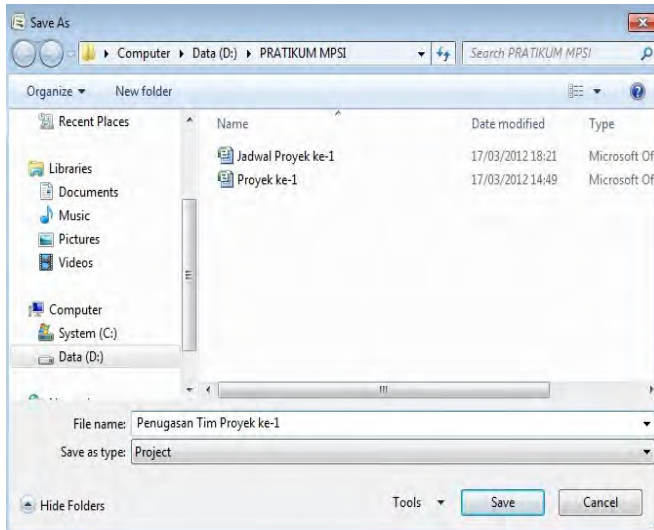 Save As
Computer Data (D:) PRATIKUM MPSI Search PRATIKUM MPSI
Organize New folder
Recent Places
Libraries
Documents
Music
Pictures
Videos
Computer
System (C:)
Data (D:)
Name Date modified Type
Jadwal Proyek ke-1 17/03/2012 18:21 Microsoft Of
Proyek ke-1 17/03/2012 14:49 Microsoft Of
File name: Penugasan Tim Proyek ke-1
Save as type: Project
Hide Folders Tools Save Cancel